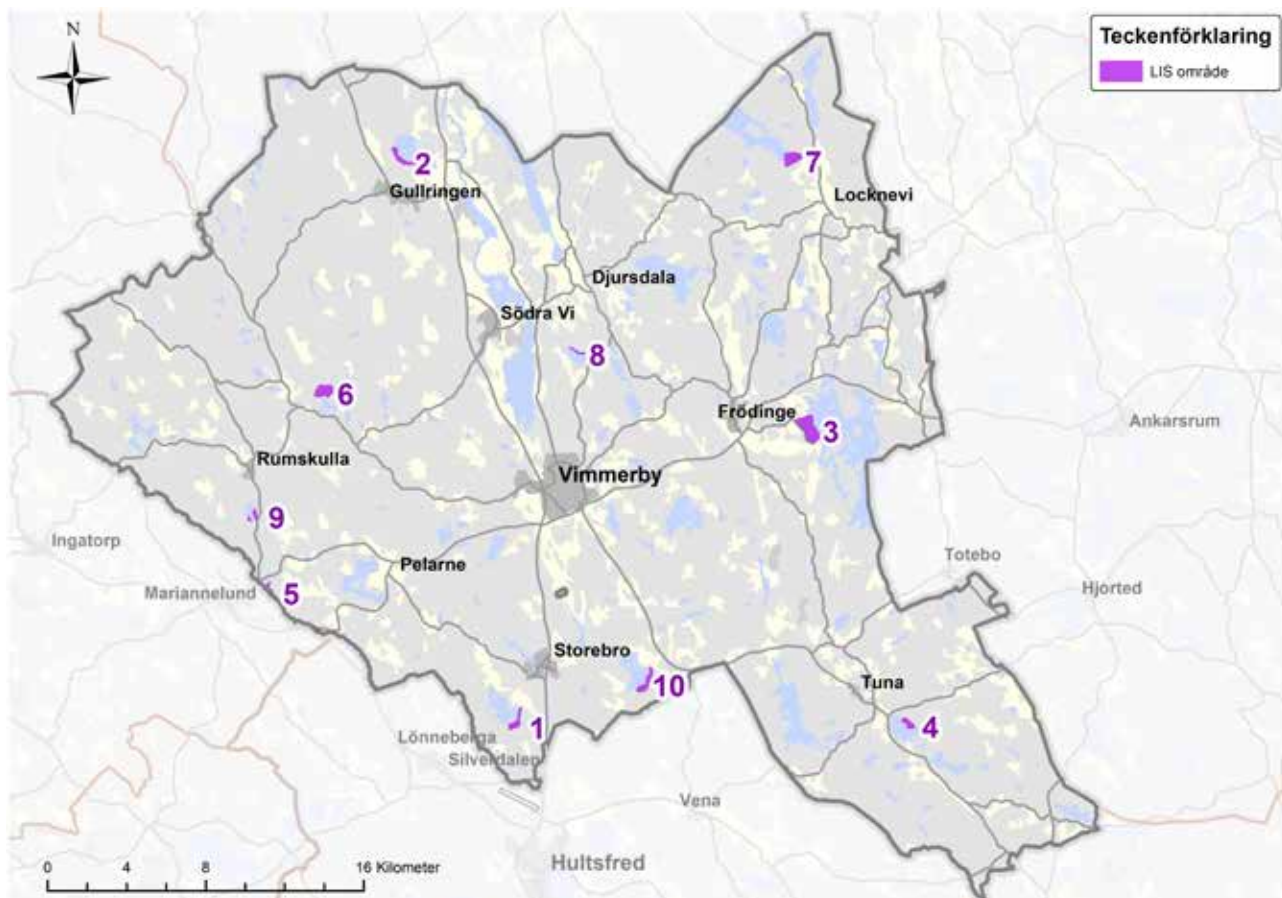 N
Teckenförklaring
LIS område
2
Gullringen
7
Locknevi
Djursdala
Södra Vi
8
6
Frödinge
3
Ankarsrum
Rumskulla
Vimmerby
9
Ingatorp
Totebo
Pelarne
Mariannelund
5
Hjorted
Storebro
10
Tuna
1
4
Lönneberga
Silverdalen
Vena
Hultsfred
0 4 8 16 Kilometer